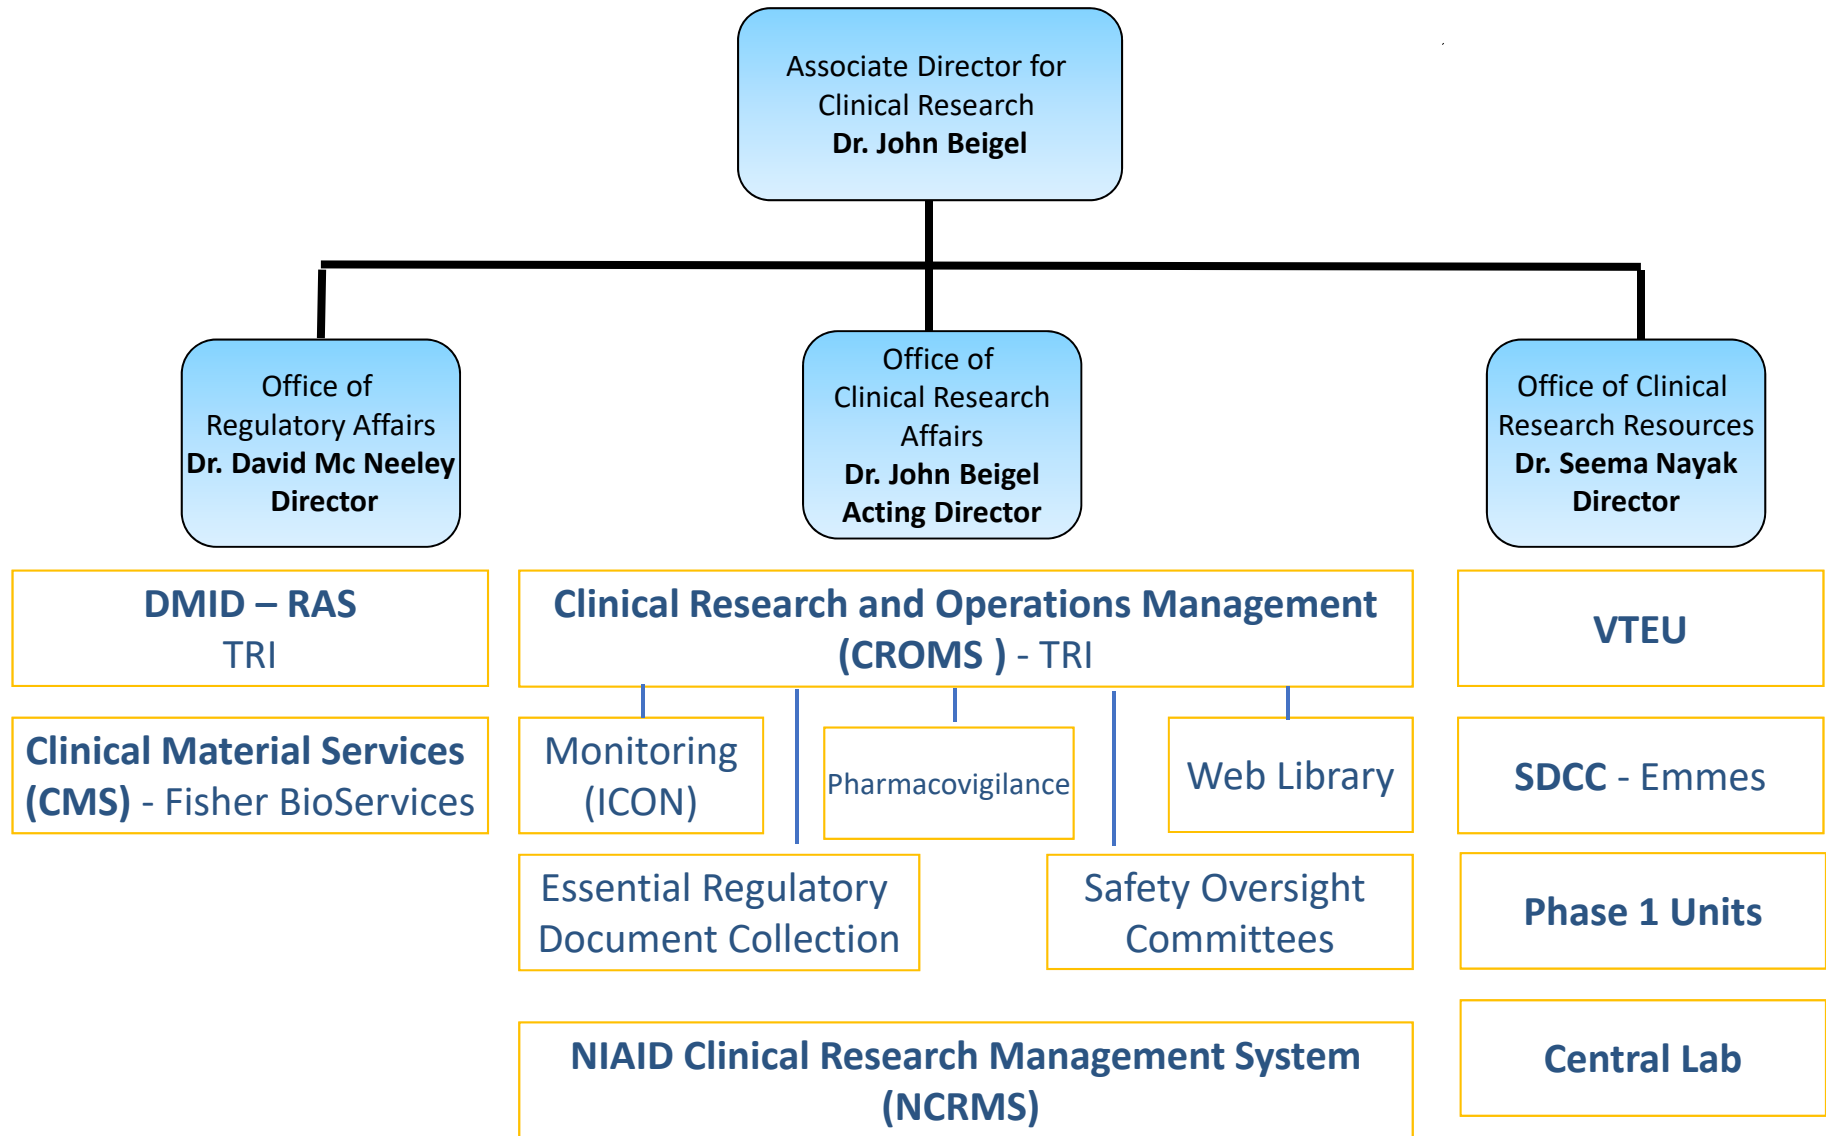 Associate Director for
Clinical Research
Dr. John Beigel
Office of
Regulatory Affairs
Dr. David Mc Neeley
Director
Office of
Clinical Research
Affairs
Dr. John Beigel
Acting Director
Office of Clinical
Research Resources
Dr. Seema Nayak
Director
DMID – RAS
TRI
Clinical Material Services
(CMS) - Fisher BioServices
Clinical Research and Operations Management
(CROMS ) - TRI
Monitoring
(ICON)
Pharmacovigilance
Web Library
Essential Regulatory
Document Collection
Safety Oversight
Committees
NIAID Clinical Research Management System
(NCRMS)
VTEU
SDCC - Emmes
Phase 1 Units
Central Lab